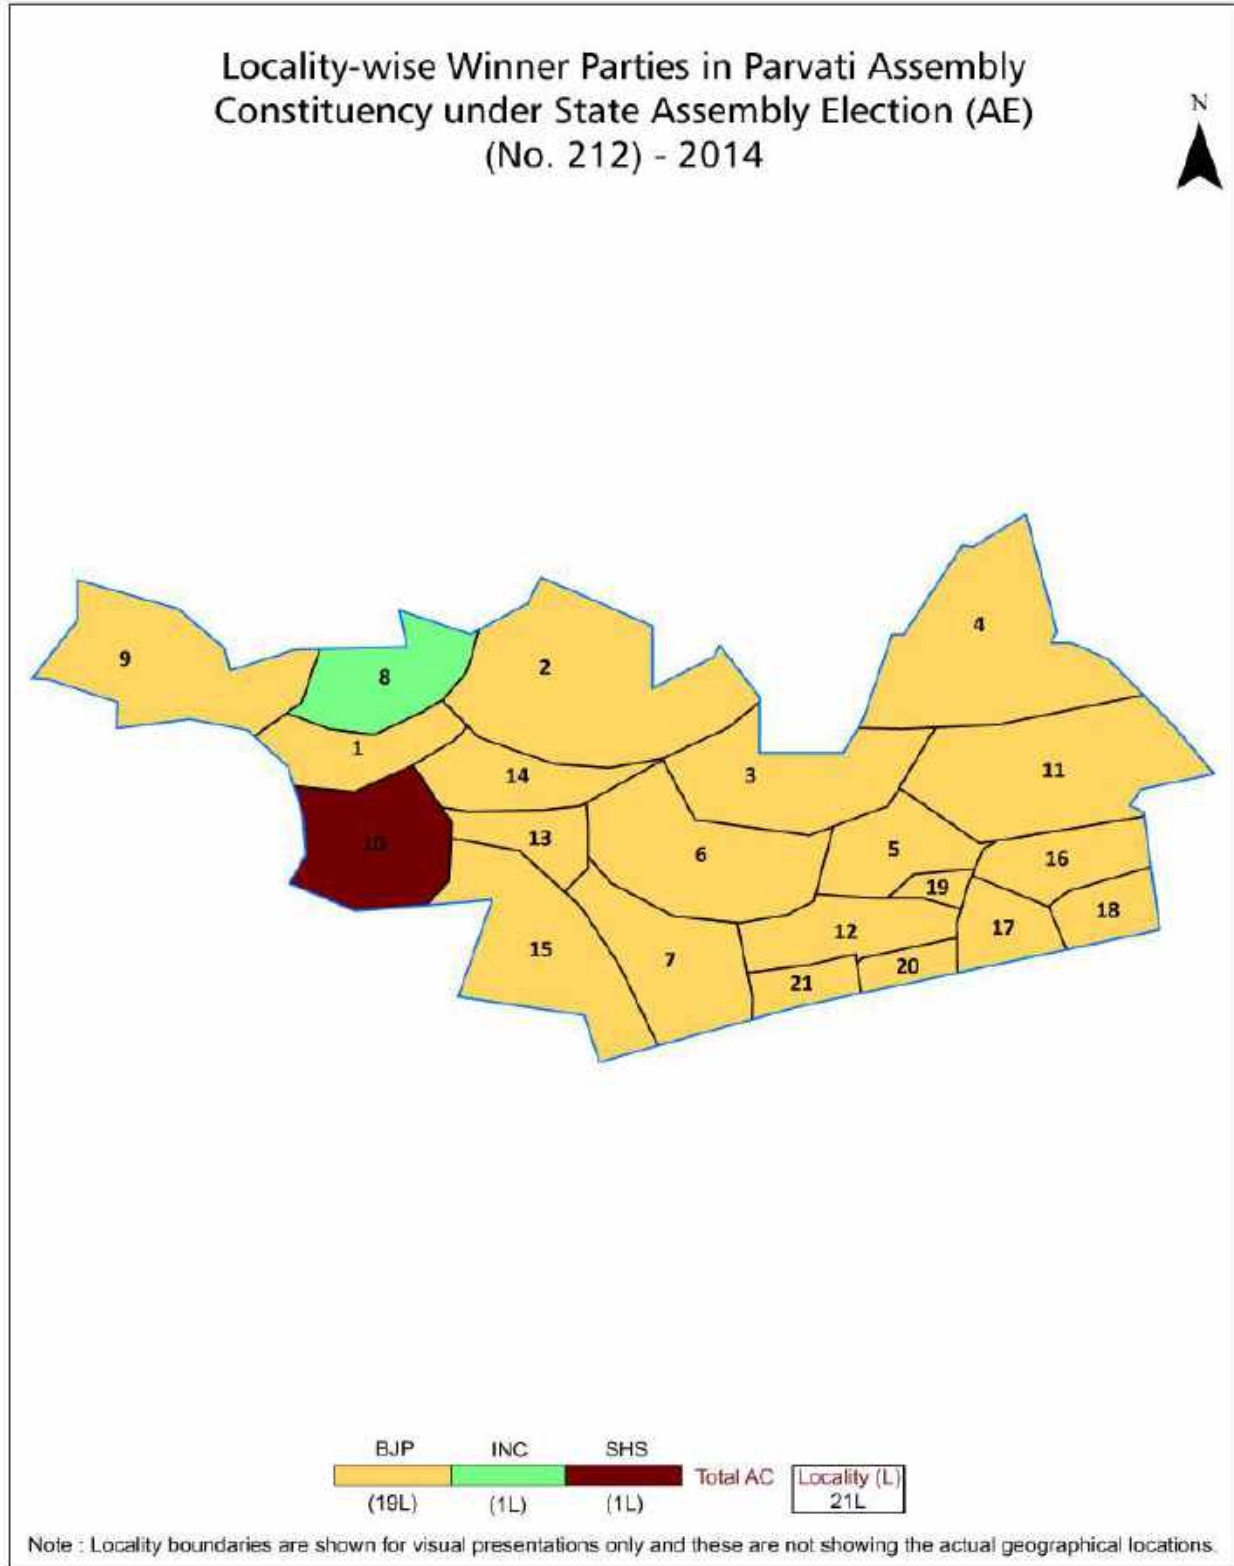 Locality-wise Winner Parties in Parvati Assembly
Constituency under State Assembly Election (AE)
(No. 212) - 2014
N
4
9
2
8
1
14
3
11
13
10
6
5
16
19
18
17
12
15
7
20
21
BJP INC SHS
Total AC Locality (L)
(19L) (1L) (1L) 21L
Note : Locality boundaries are shown for visual presentations only and these are not showing the actual geographical locations.